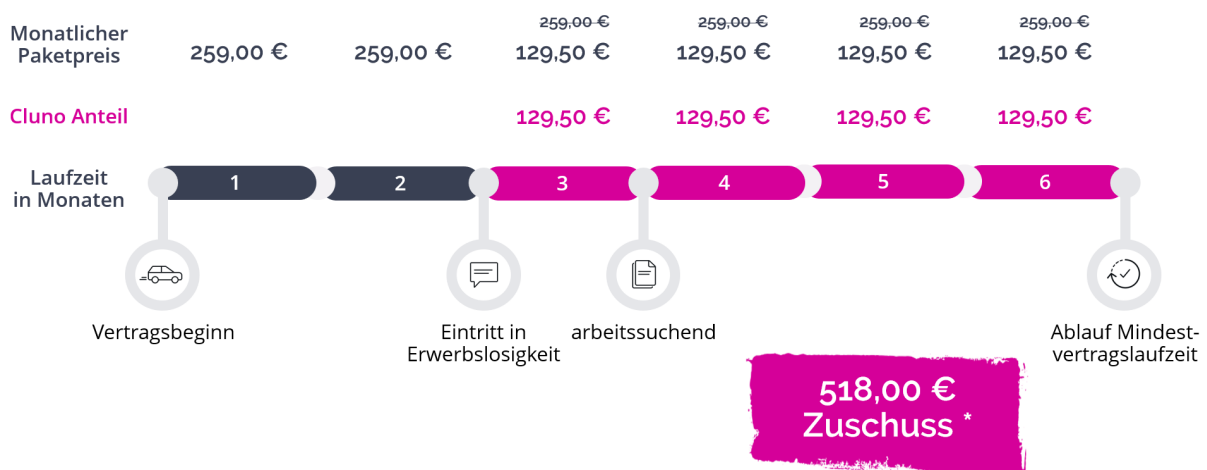 259,00 € 259,00 € 259,00 € 259,00 €
Monatlicher
Paketpreis
259,00 € 259,00 € 129,50 € 129,50 € 129,50 € 129,50 €
Cluno Anteil 129,50 € 129,50 € 129,50 € 129,50 €
Laufzeit
in Monaten
1 2 3 4 5 6
Vertragsbeginn
Eintritt in
Erwerbslosigkeit
arbeitssuchend
Ablauf Mindest-
vertragslaufzeit
518,00 €
Zuschuss *